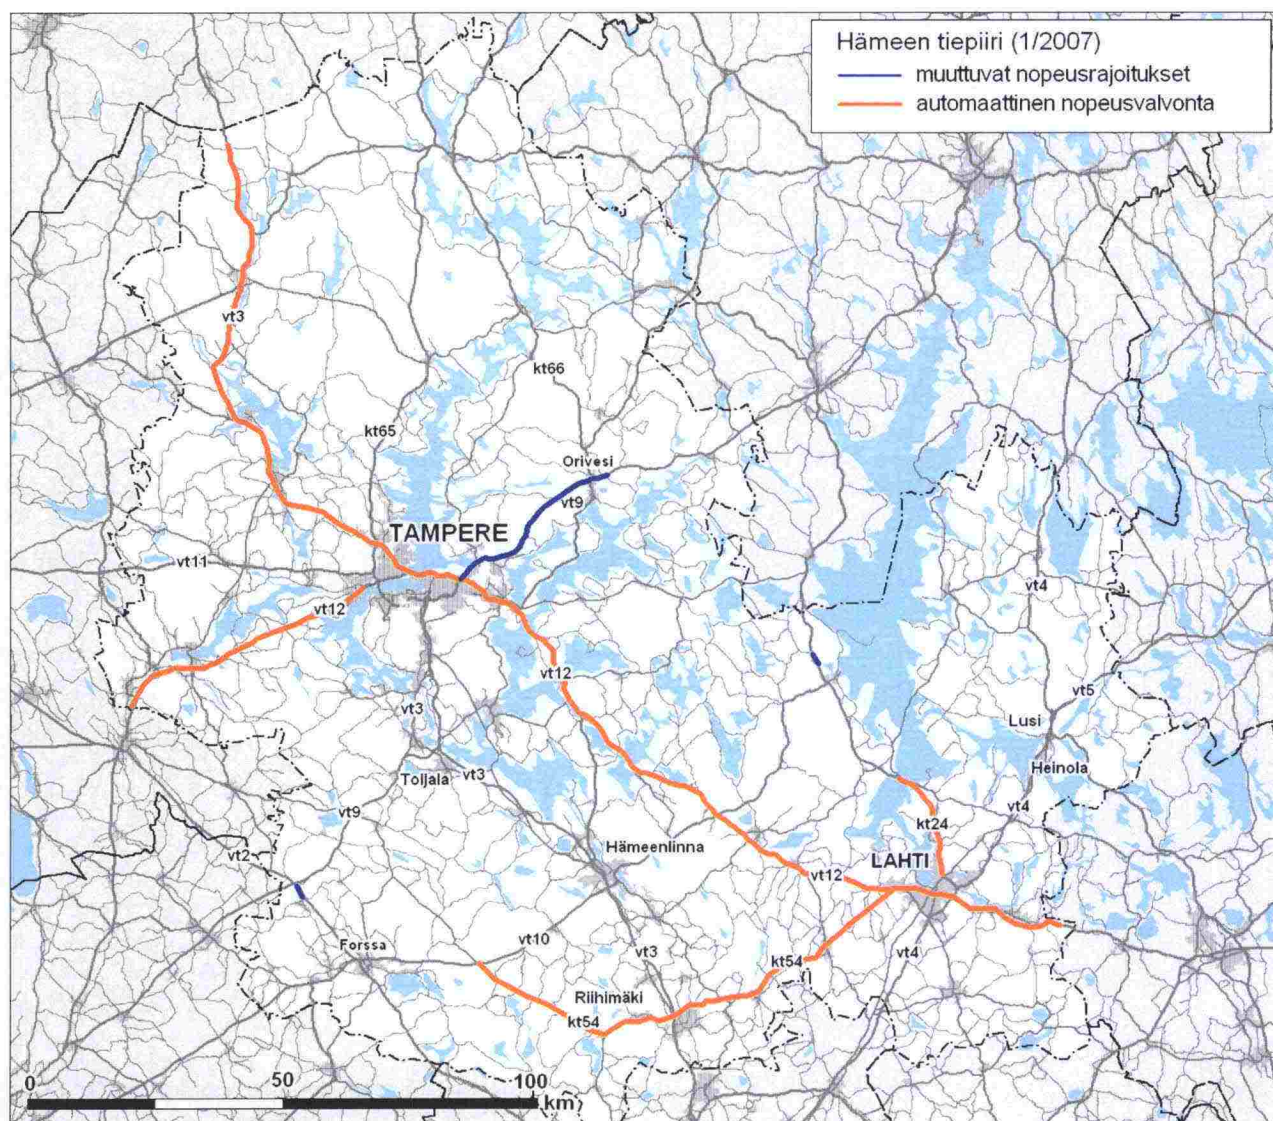 Hämeen tiepiiri (1/2007)
muuttuvat nopeusrajoitukset
automaattinen nopeusvalvonta
vt3
kt66
kt65
Orivesi
vt9
TAMPERE
vt11
vt4
vt12
vt12
vt5
vt3
Lusi
Toijala
vt3
Heinola
vt9
vt4
kt24
Hämeenlinna
vt2
LAHTI
vt12
vt10
Forssa
vt3
vt4
kt54
Riihimäki
kt54
0 50 100
km